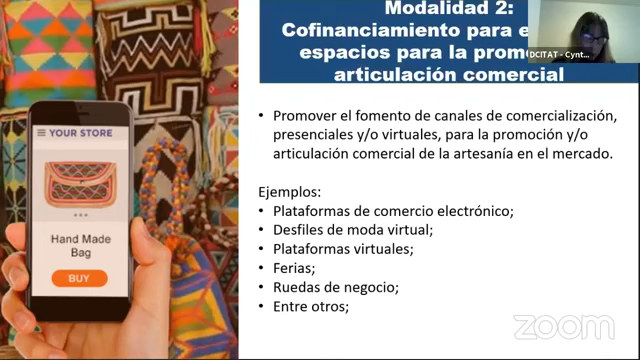 Modalidad 2:
Cofinanciamiento para e
espacios para la prom
articulación comercial
DCITAT - Cynt...
• Promover el fomento de canales de comercialización,
presenciales y/o virtuales, para la promoción y/o
articulación comercial de la artesanía en el mercado.
Ejemplos:
• Plataformas de comercio electrónico;
• Desfiles de moda virtual;
• Plataformas virtuales;
• Ferias;
• Ruedas de negocio;
• Entre otros;
YOUR STORE
Hand Made
Bag
BUY
zoom